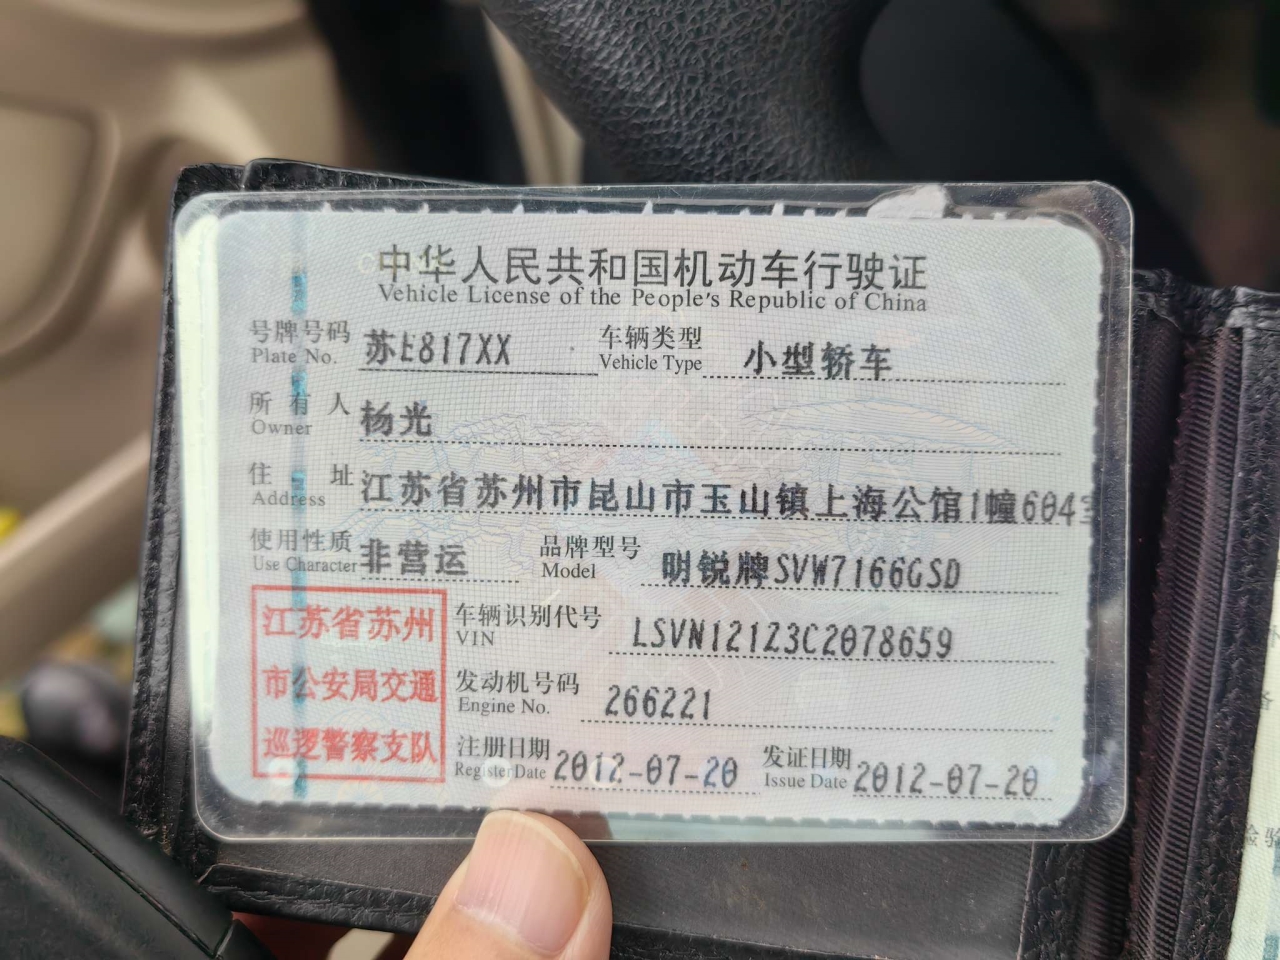 中华人民共和国机动车行驶证
Vehicle License of the People's Republic of China
号牌号码 苏E817XX 车辆类型 小型轿车
Plate No. Vehicle Type
所有人 杨光
Owner
住址 江苏省苏州市昆山市玉山镇上海公馆1幢604室
Address
使用性质 非营运 品牌型号 明锐牌SVW7166GSD
Use Character Model
江苏省苏州
市公安局交通
巡逻警察支队
车辆识别代号 LSVN12123C2078659
VIN
发动机号码 266221
Engine No.
注册日期 2012-07-20 发证日期 2012-07-20
Register Date Issue Date